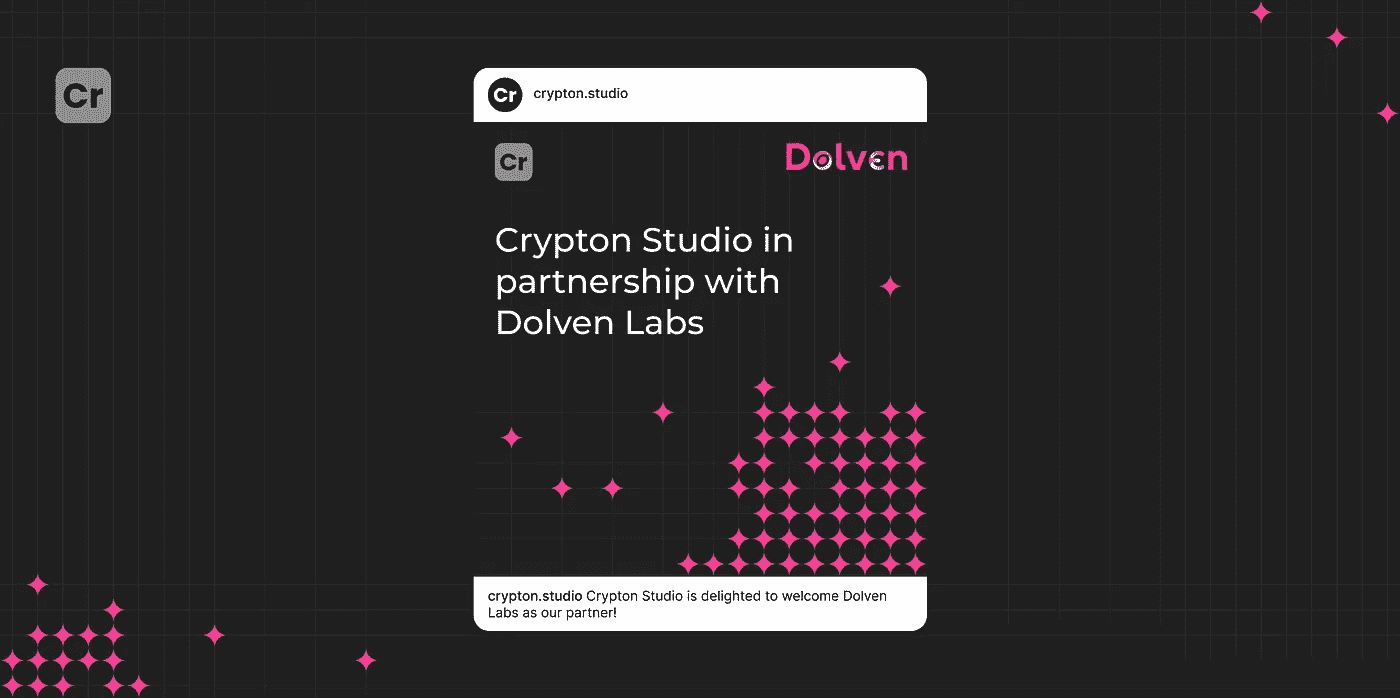 Cr
Cr crypton.studio
Cr Dolven
Crypton Studio in
partnership with
Dolven Labs
crypton.studio Crypton Studio is delighted to welcome Dolven
Labs as our partner!